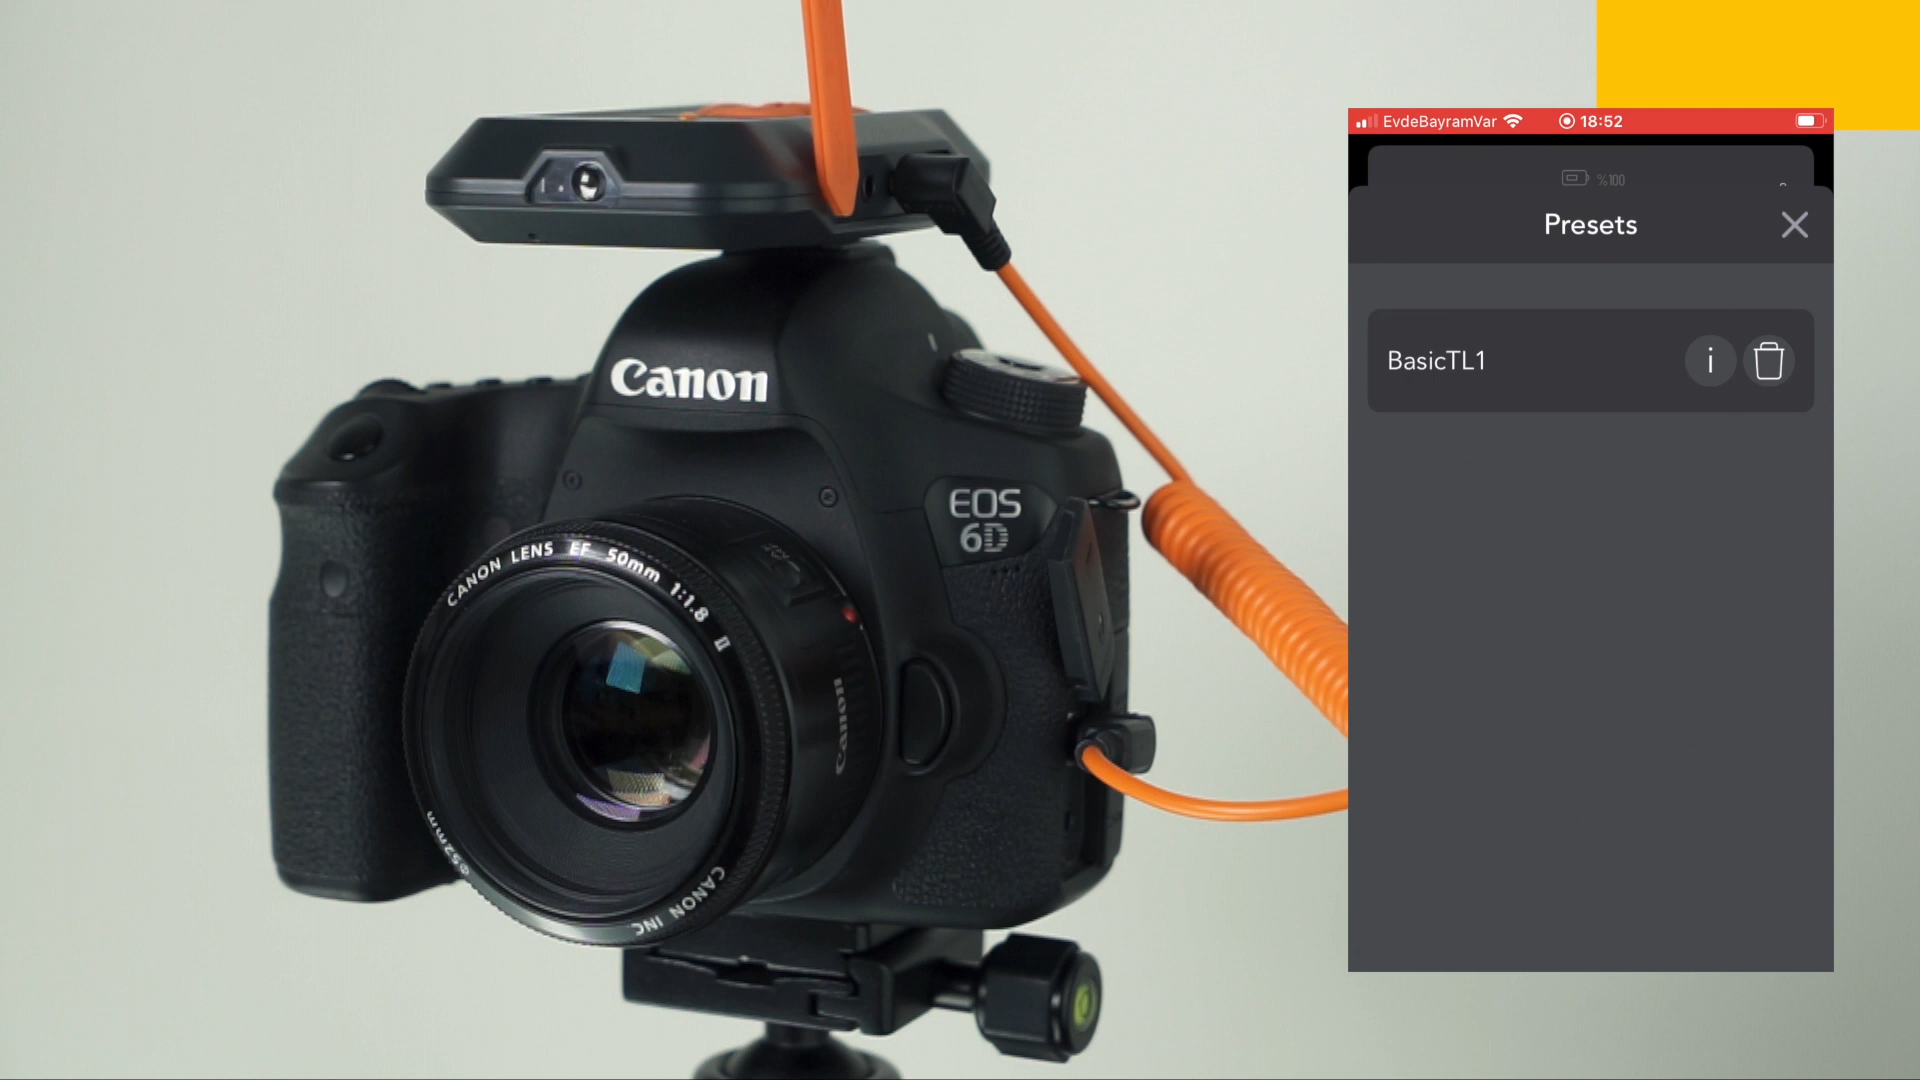 Canon
EOS
6D
CANON LENS EF 50mm 1:1.8 II
Canon
ø52mm
CANON INC
EvdeBayramVar
18:52
%100
Presets
BasicTL1
i